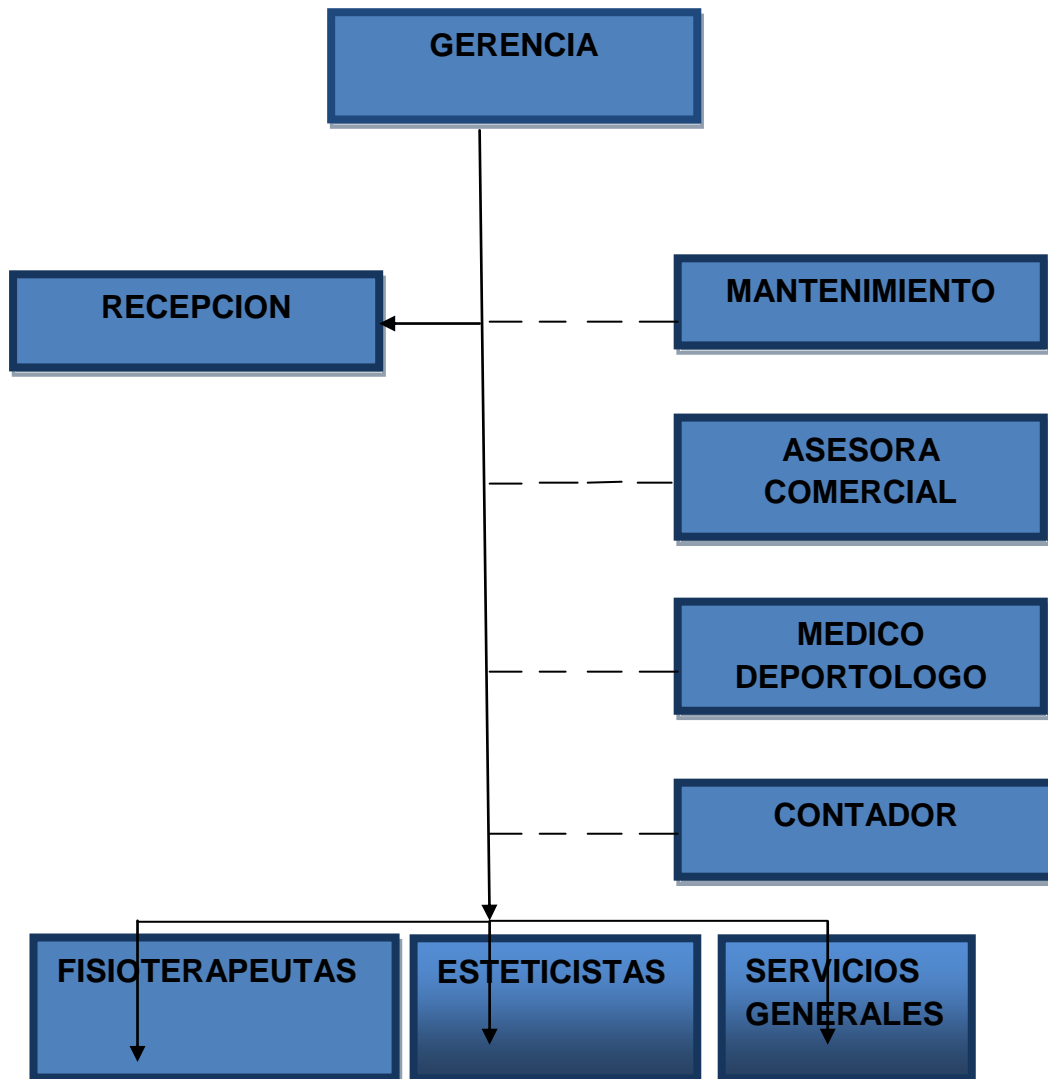 GERENCIA
RECEPCION
MANTENIMIENTO
ASESORA
COMERCIAL
MEDICO
DEPORTOLOGO
CONTADOR
FISIOTERAPEUTAS
ESTETICISTAS
SERVICIOS
GENERALES